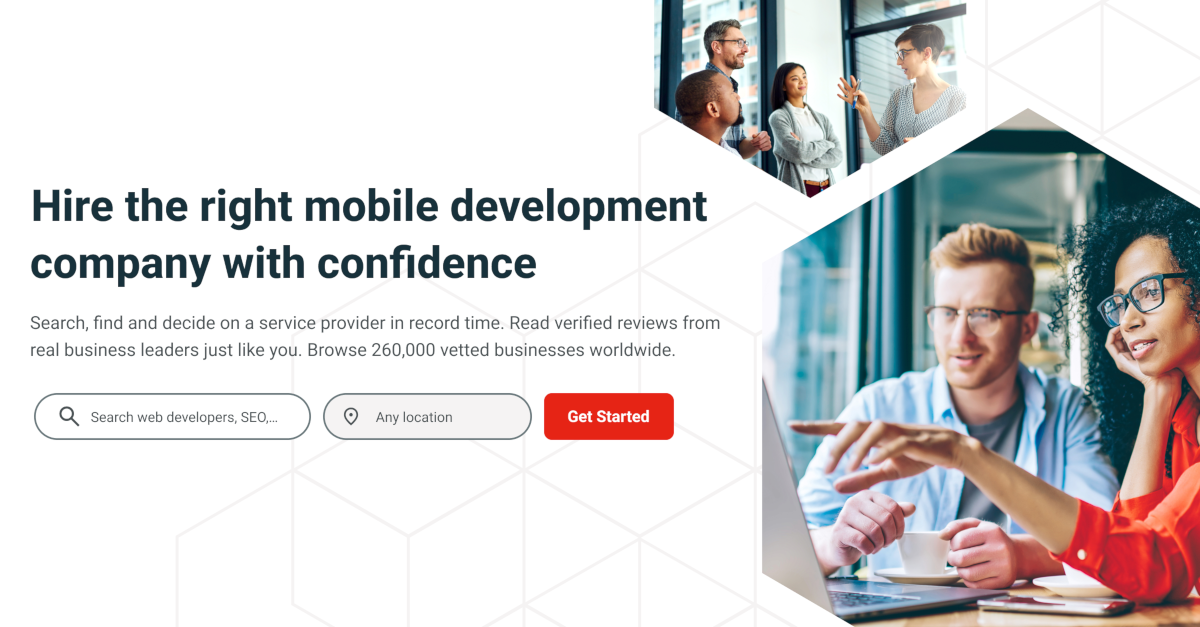 Hire the right mobile development
company with confidence
Search, find and decide on a service provider in record time. Read verified reviews from
real business leaders just like you. Browse 260,000 vetted businesses worldwide.
Search web developers, SEO,...
Any location
Get Started